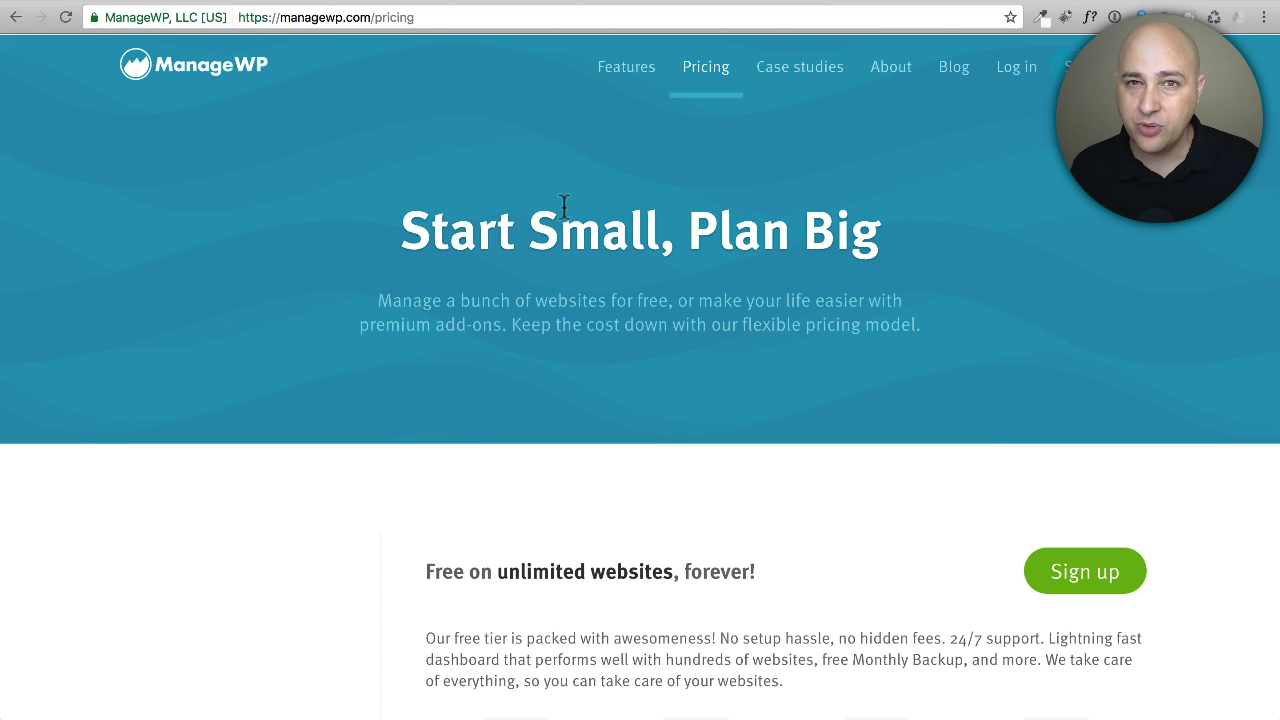 ManageWP, LLC [US] https://managewp.com/pricing
f?
ManageWP
Features Pricing Case studies About Blog Log in
Start Small, Plan Big
Manage a bunch of websites for free, or make your life easier with
premium add-ons. Keep the cost down with our flexible pricing model.
Free on unlimited websites, forever!
Sign up
Our free tier is packed with awesomeness! No setup hassle, no hidden fees. 24/7 support. Lightning fast
dashboard that performs well with hundreds of websites, free Monthly Backup, and more. We take care
of everything, so you can take care of your websites.